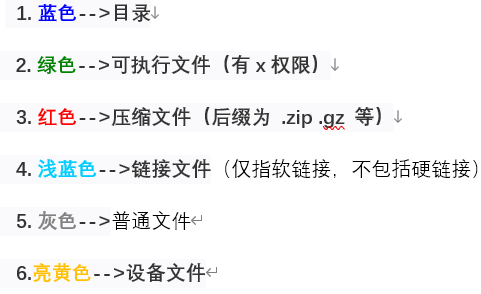 1. 蓝色-->目录
2. 绿色-->可执行文件（有 x 权限）
3. 红色-->压缩文件（后缀为 .zip .gz 等）
4. 浅蓝色-->链接文件（仅指软链接，不包括硬链接）
5. 灰色-->普通文件
6.亮黄色-->设备文件